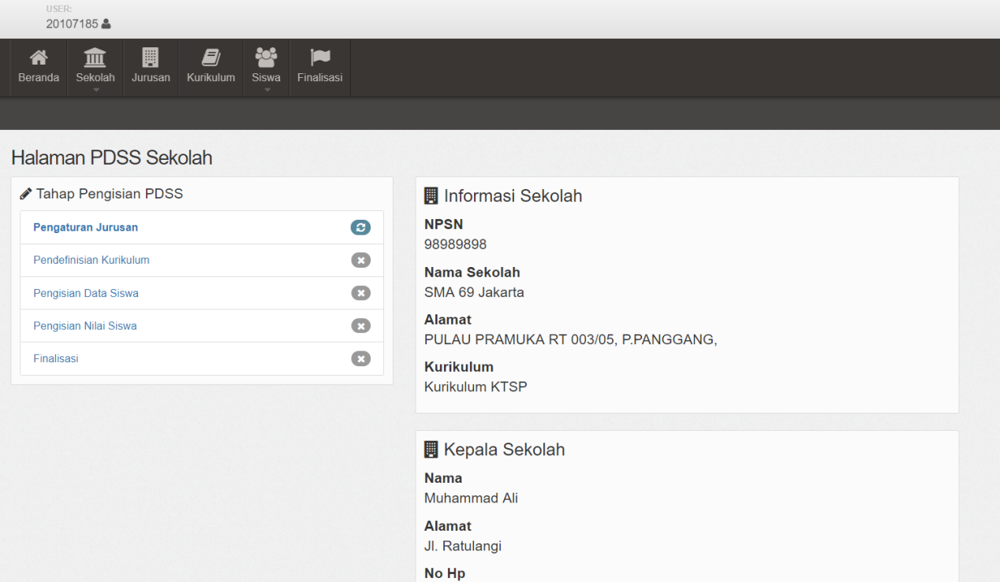 USER:
20107185
Beranda
Sekolah
Jurusan
Kurikulum
Siswa
Finalisasi
Halaman PDSS Sekolah
Tahap Pengisian PDSS
Pengaturan Jurusan
Pendefinisian Kurikulum
Pengisian Data Siswa
Pengisian Nilai Siswa
Finalisasi
Informasi Sekolah
NPSN
98989898
Nama Sekolah
SMA 69 Jakarta
Alamat
PULAU PRAMUKA RT 003/05, P.PANGGANG,
Kurikulum
Kurikulum KTSP
Kepala Sekolah
Nama
Muhammad Ali
Alamat
Jl. Ratulangi
No Hp